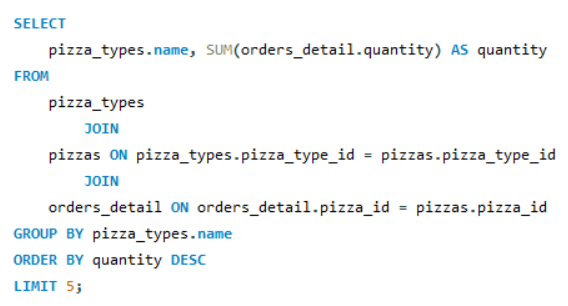 SELECT
pizza_types.name, SUM(orders_detail.quantity) AS quantity
FROM
pizza_types
JOIN
pizzas ON pizza_types.pizza_type_id = pizzas.pizza_type_id
JOIN
orders_detail ON orders_detail.pizza_id = pizzas.pizza_id
GROUP BY pizza_types.name
ORDER BY quantity DESC
LIMIT 5;